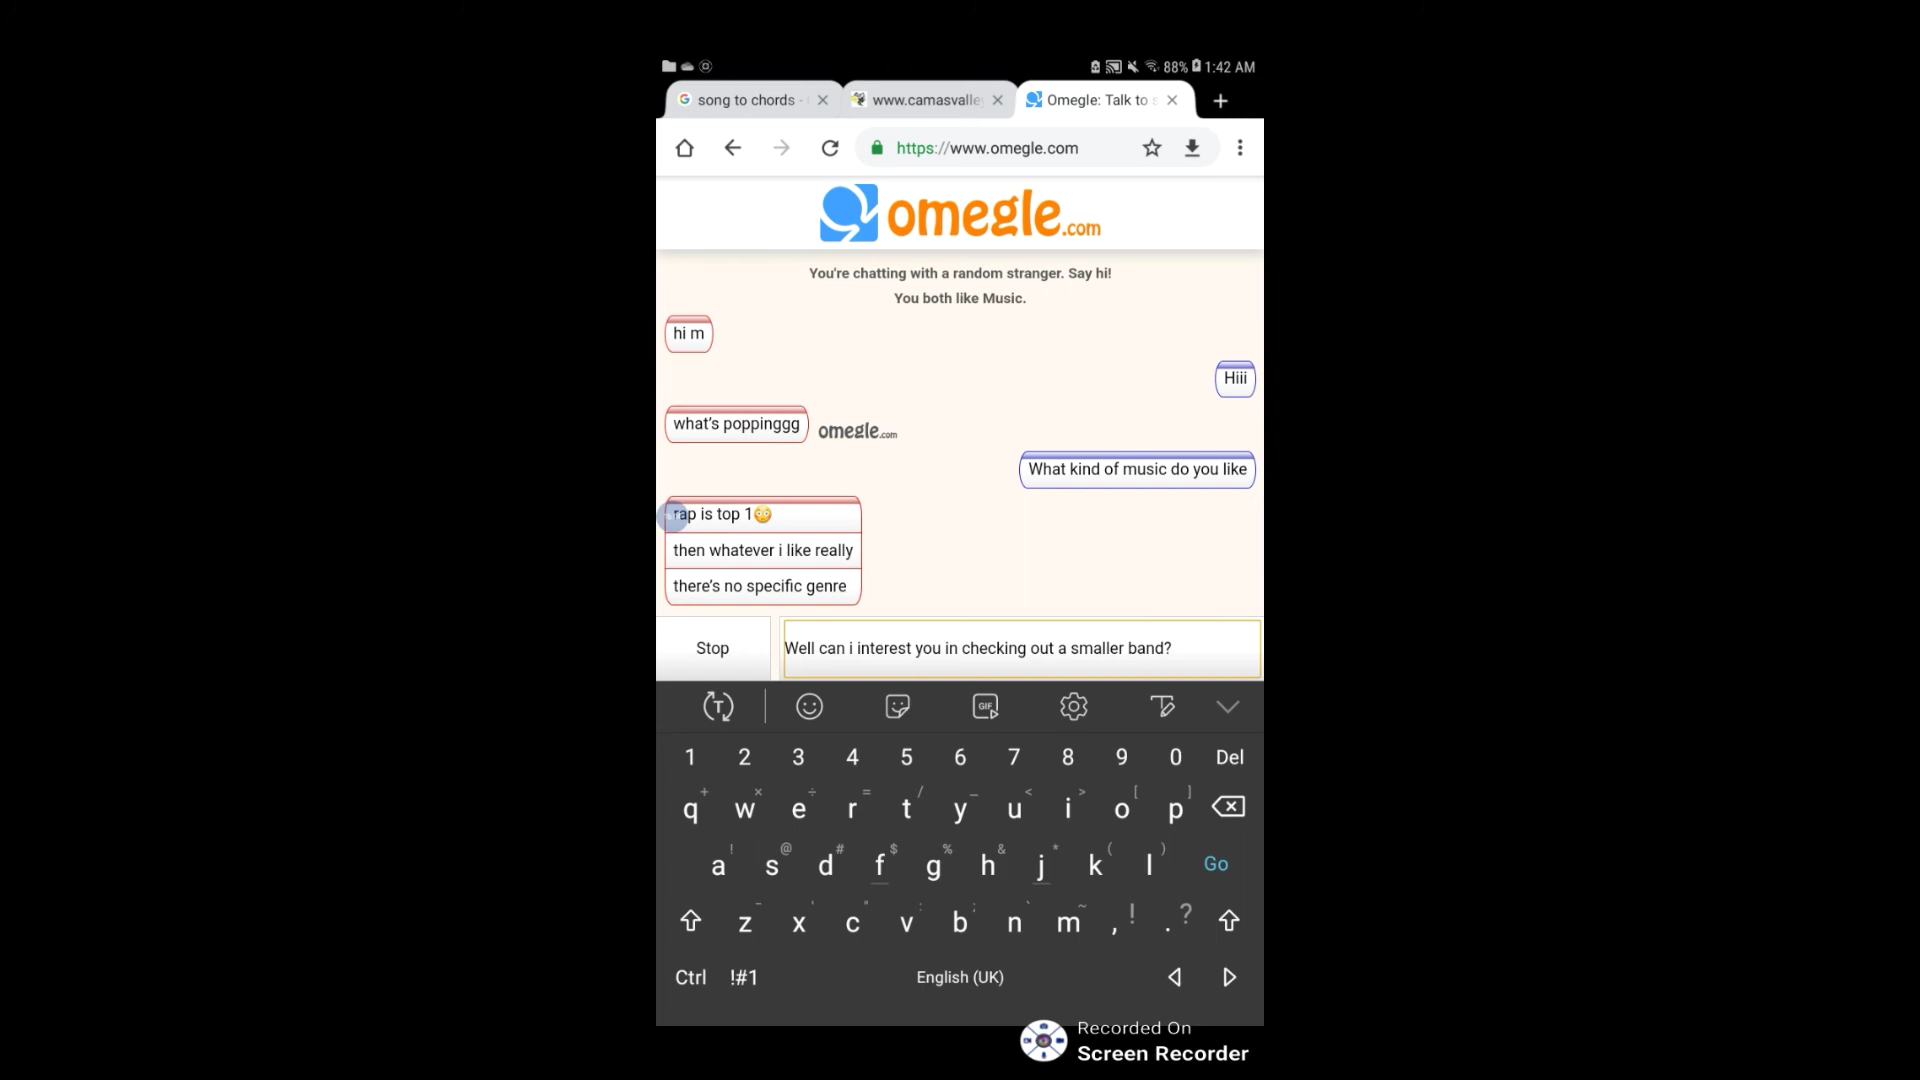 88% 1:42 AM
song to chords -
www.camasvalle
Omegle: Talk to s
https://www.omegle.com
omegle.com
You're chatting with a random stranger. Say hi!
You both like Music.
hi m
Hiii
what's poppinggg
omegle.com
What kind of music do you like
rap is top 1😳
then whatever i like really
there's no specific genre
Stop
Well can i interest you in checking out a smaller band?
T GIF T
1 2 3 4 5 6 7 8 9 0 Del
+ × ÷ = / _ < > [ ]
q w e r t y u i o p
! @ # $ % & * ( )
a s d f g h j k l Go
- ' " : ; ` ~ ! ?
z x c v b n m , .
Ctrl !#1 English (UK)
Recorded On
Screen Recorder